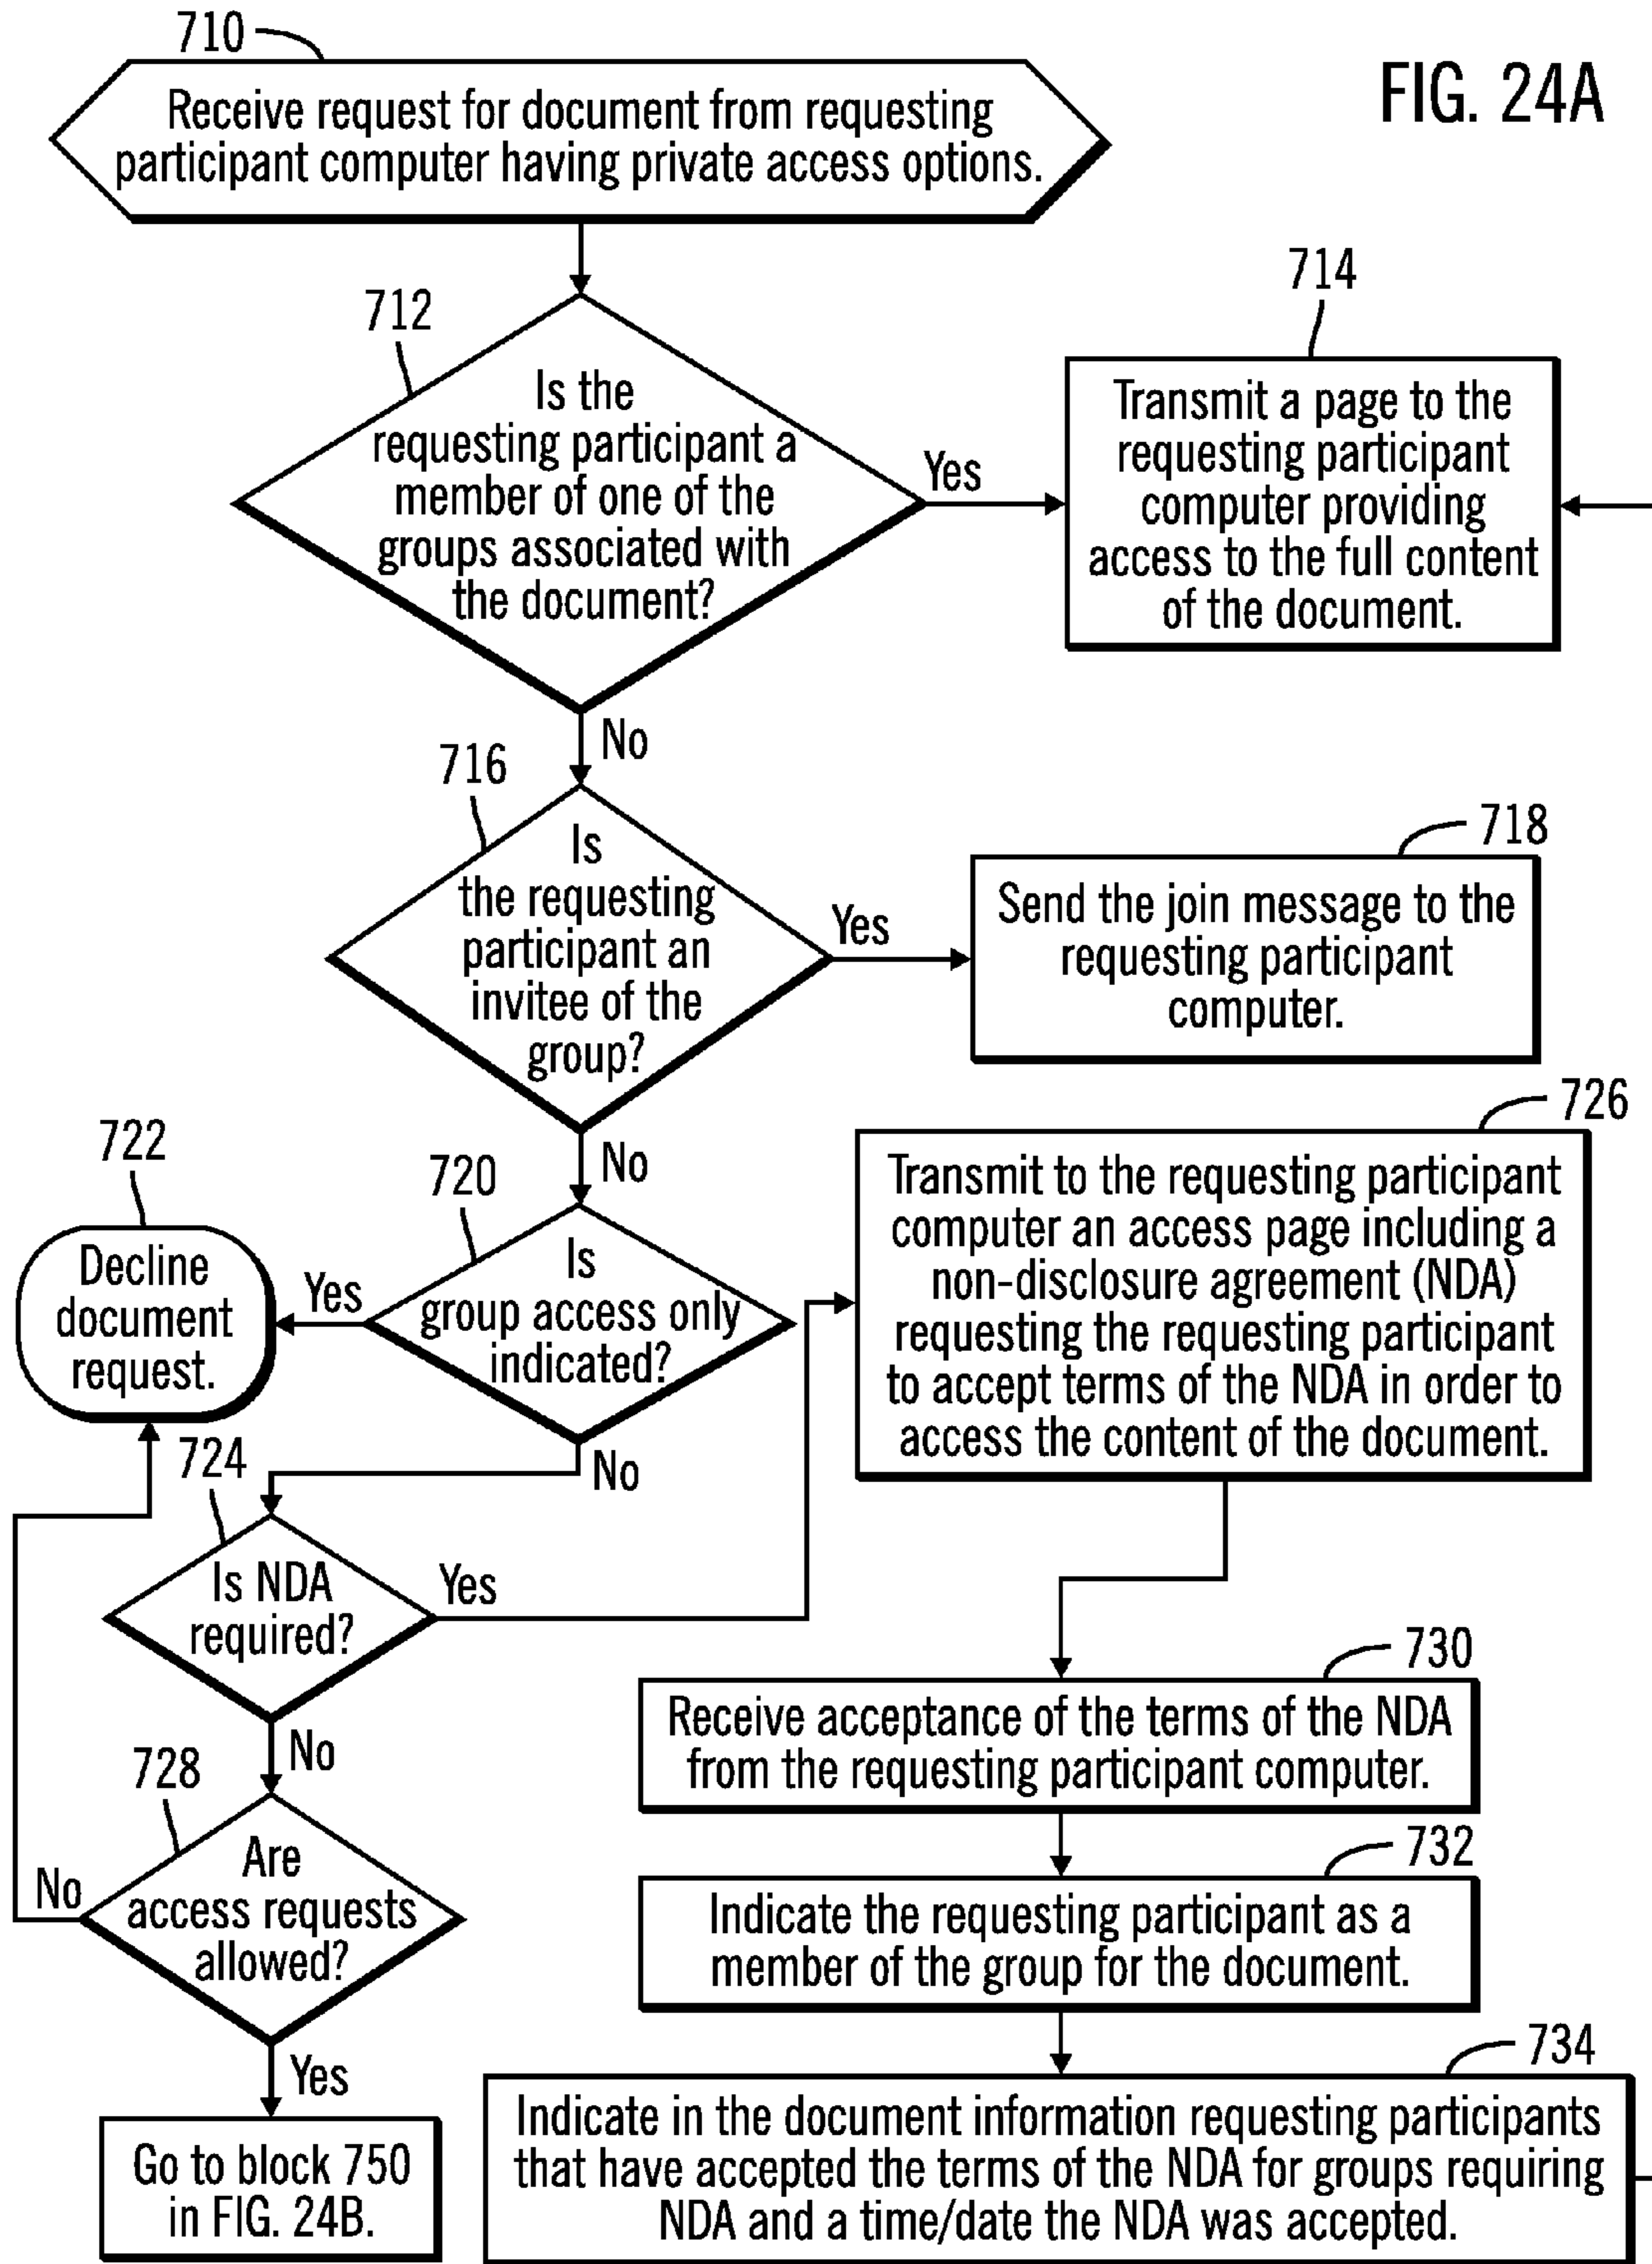 710
FIG. 24A
Receive request for document from requesting
participant computer having private access options.
712
Is the
requesting participant a
member of one of the
groups associated with
the document?
Yes
714
Transmit a page to the
requesting participant
computer providing
access to the full content
of the document.
No
716
Is
the requesting
participant an
invitee of the
group?
Yes
718
Send the join message to the
requesting participant
computer.
No
720
Is
group access only
indicated?
Yes
722
Decline
document
request.
No
724
Is NDA
required?
Yes
726
Transmit to the requesting participant
computer an access page including a
non-disclosure agreement (NDA)
requesting the requesting participant
to accept terms of the NDA in order to
access the content of the document.
No
728
Are
access requests
allowed?
No
Yes
Go to block 750
in FIG. 24B.
730
Receive acceptance of the terms of the NDA
from the requesting participant computer.
732
Indicate the requesting participant as a
member of the group for the document.
734
Indicate in the document information requesting participants
that have accepted the terms of the NDA for groups requiring
NDA and a time/date the NDA was accepted.